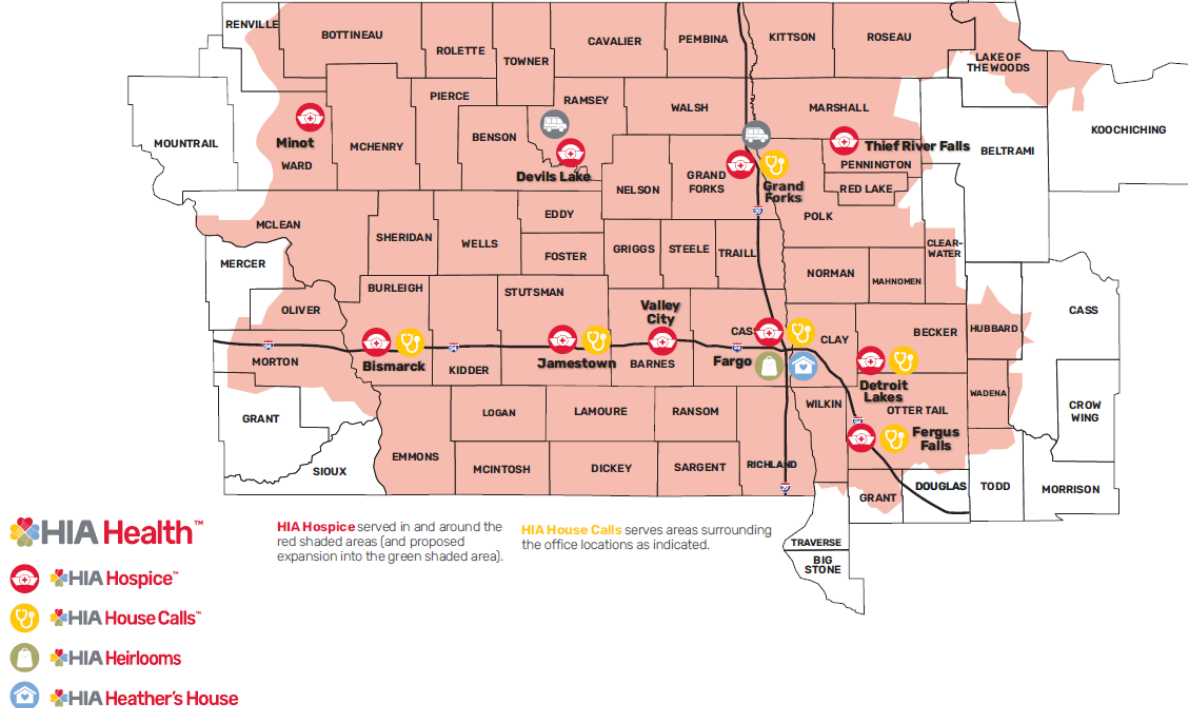 RENVILLE
BOTTINEAU
ROLETTE
TOWNER
CAVALIER
PEMBINA
KITTSON
ROSEAU
LAKE OF
THE WOODS
PIERCE
RAMSEY
WALSH
MARSHALL
KOOCHICHING
MOUNTRAIL
Minot
WARD
MCHENRY
BENSON
Devils Lake
NELSON
GRAND
FORKS
Grand
Forks
Thief River Falls
PENNINGTON
RED LAKE
BELTRAMI
POLK
MCLEAN
SHERIDAN
WELLS
EDDY
FOSTER
GRIGGS
STEELE
TRAILL
NORMAN
MAHNOMEN
CLEAR-
WATER
MERCER
OLIVER
BURLEIGH
STUTSMAN
Valley
City
CASS
CLAY
BECKER
HUBBARD
CASS
MORTON
Bismarck
KIDDER
Jamestown
BARNES
Fargo
Detroit
Lakes
WADENA
CROW
WING
GRANT
SIOUX
EMMONS
LOGAN
LAMOURE
RANSOM
WILKIN
OTTER TAIL
Fergus
Falls
MCINTOSH
DICKEY
SARGENT
RICHLAND
GRANT
DOUGLAS
TODD
MORRISON
TRAVERSE
BIG
STONE
HIA Health™
HIA Hospice™
HIA House Calls™
HIA Heirlooms
HIA Heather's House
HIA Hospice served in and around the
red shaded areas (and proposed
expansion into the green shaded area).
HIA House Calls serves areas surrounding
the office locations as indicated.